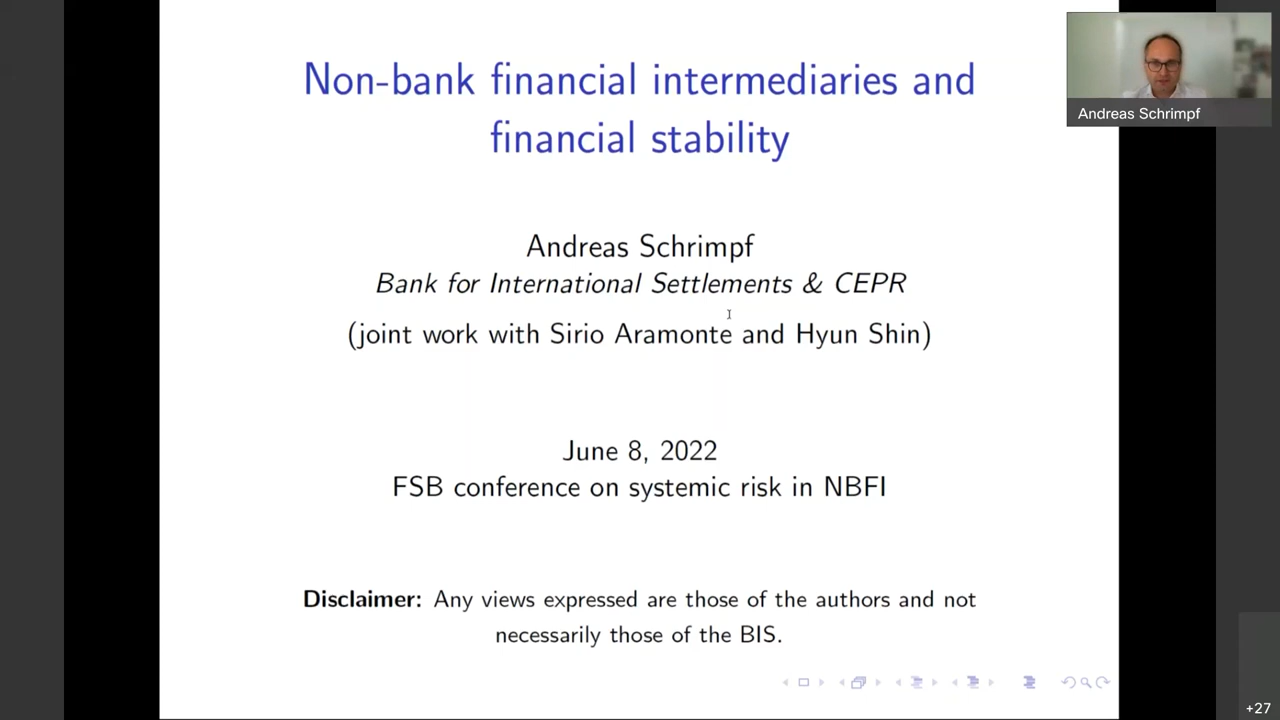 Non-bank financial intermediaries and
financial stability
Andreas Schrimpf
Andreas Schrimpf
Bank for International Settlements & CEPR
(joint work with Sirio Aramonte and Hyun Shin)
June 8, 2022
FSB conference on systemic risk in NBFI
Disclaimer: Any views expressed are those of the authors and not
necessarily those of the BIS.
+27